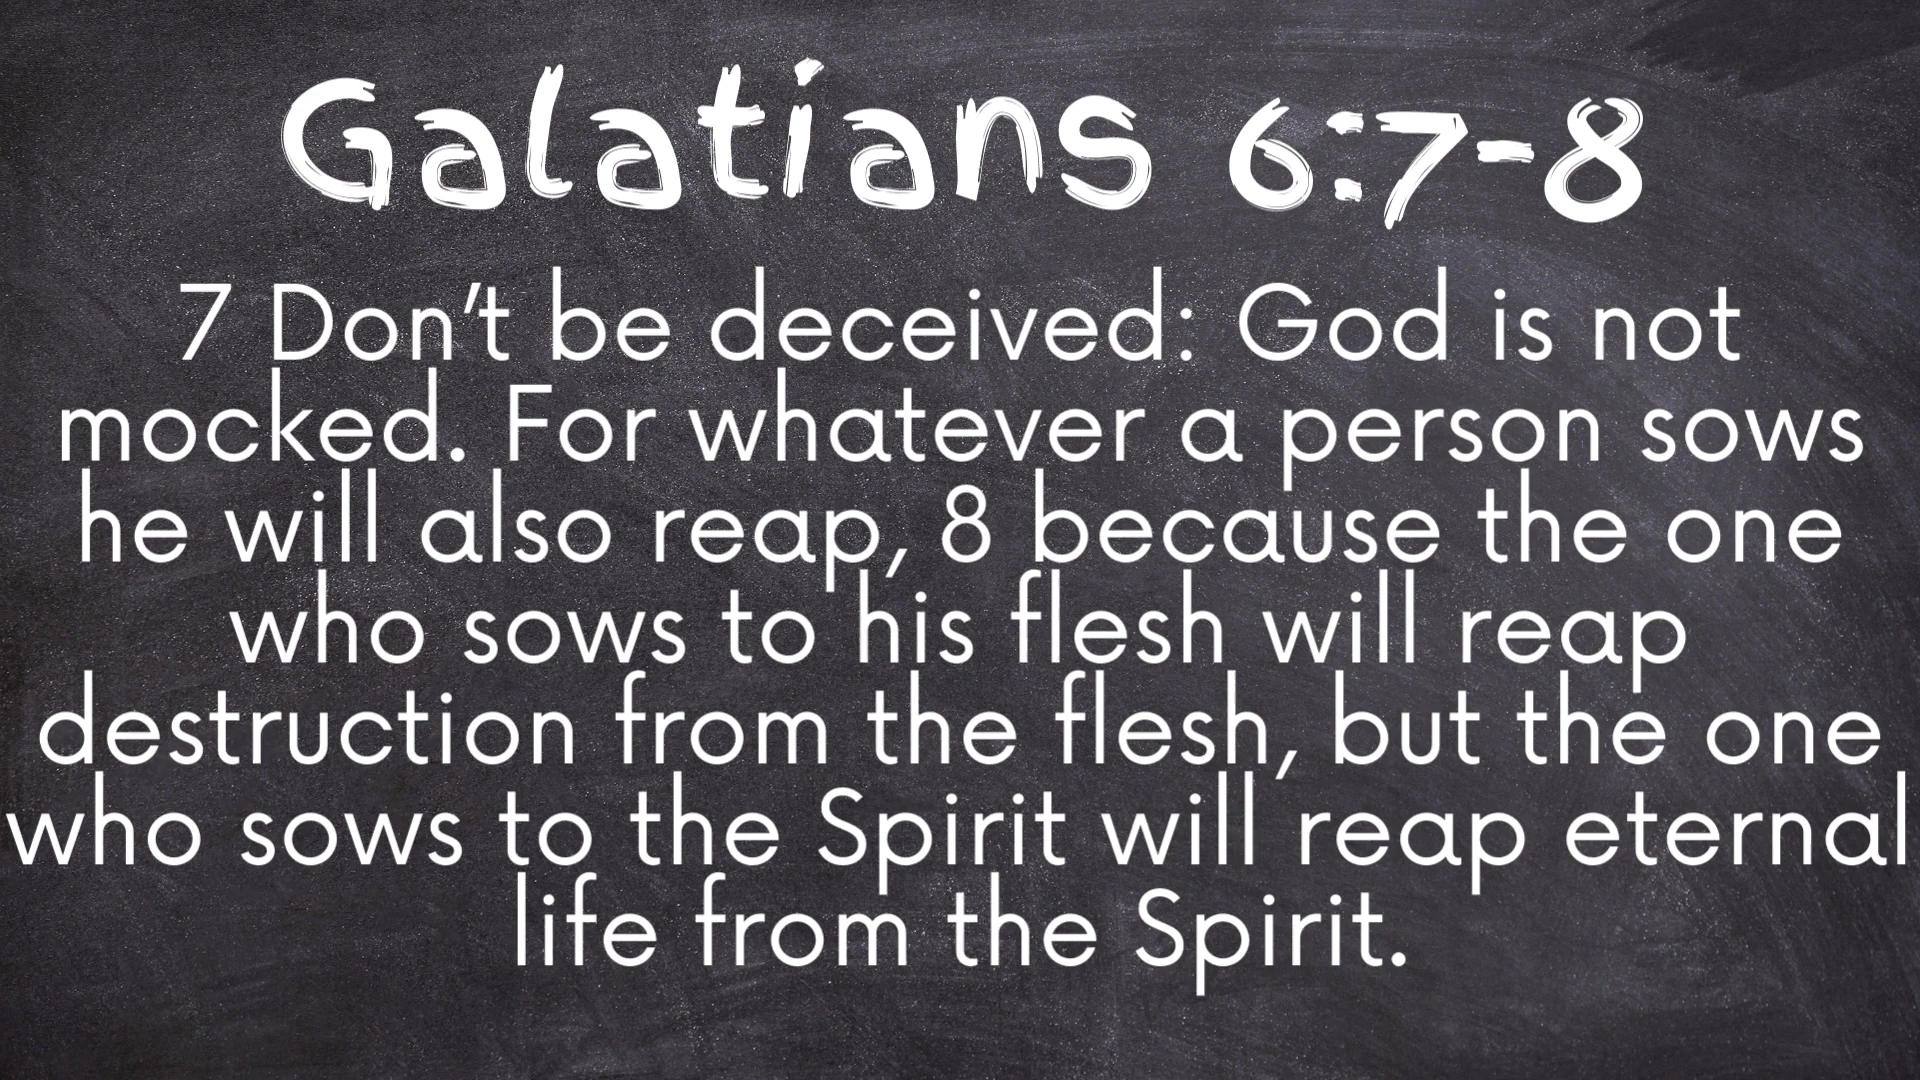 Galatians 6:7-8
7 Don’t be deceived: God is not
mocked. For whatever a person sows
he will also reap, 8 because the one
who sows to his flesh will reap
destruction from the flesh, but the one
who sows to the Spirit will reap eternal
life from the Spirit.